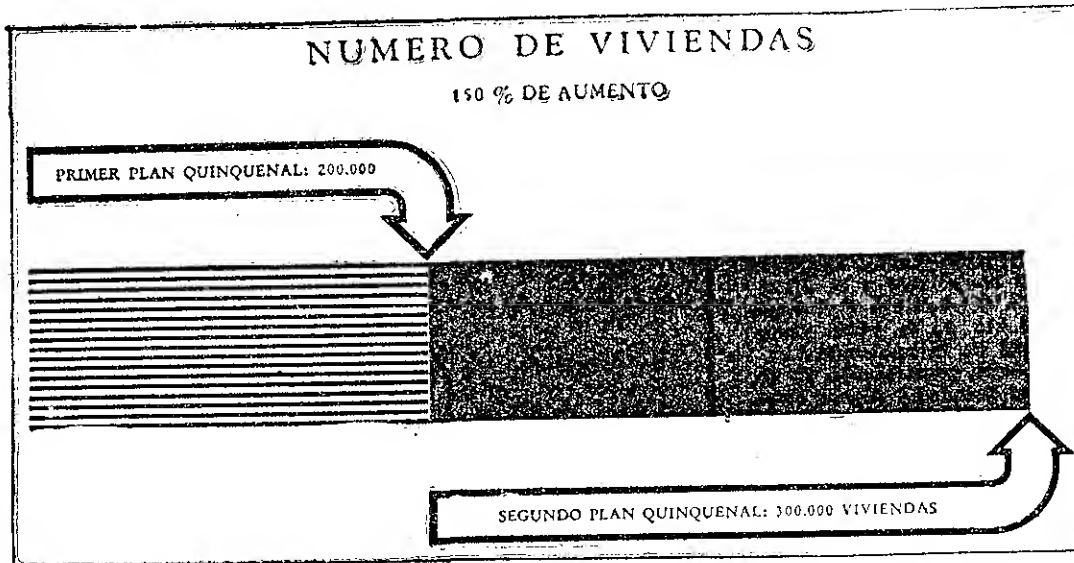 NUMERO DE VIVIENDAS
150 % DE AUMENTO
PRIMER PLAN QUINQUENAL: 200.000
SEGUNDO PLAN QUINQUENAL: 300.000 VIVIENDAS